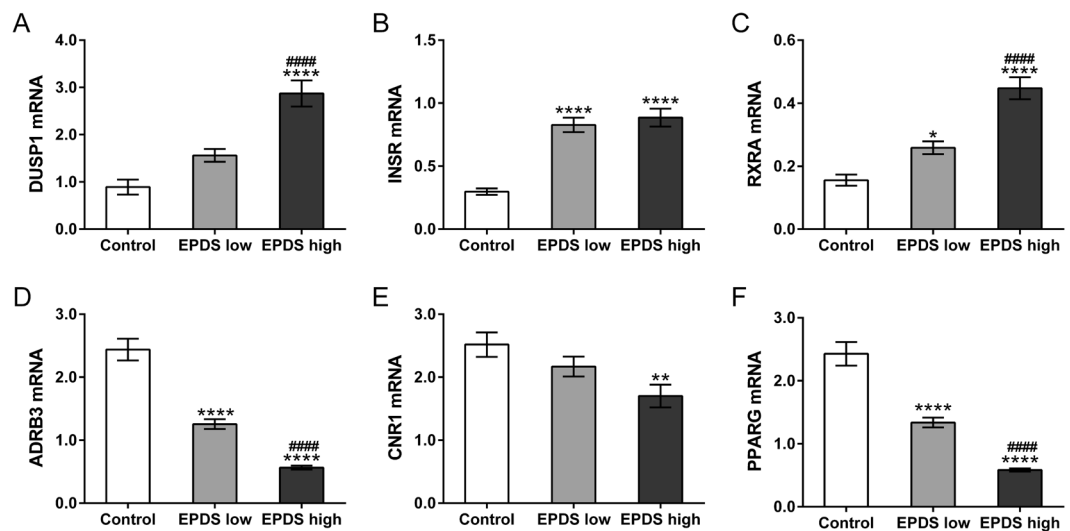 A
DUSP1 mRNA
4.0
3.0
2.0
1.0
0.0
####
****
Control EPDS low EPDS high
B
INSR mRNA
1.5
1.0
0.5
0.0
**** ****
Control EPDS low EPDS high
C
RXRA mRNA
0.6
0.4
0.2
0.0
*
####
****
Control EPDS low EPDS high
D
ADRB3 mRNA
3.0
2.0
1.0
0.0
****
####
****
Control EPDS low EPDS high
E
CNR1 mRNA
3.0
2.0
1.0
0.0
**
Control EPDS low EPDS high
F
PPARG mRNA
3.0
2.0
1.0
0.0
****
####
****
Control EPDS low EPDS high